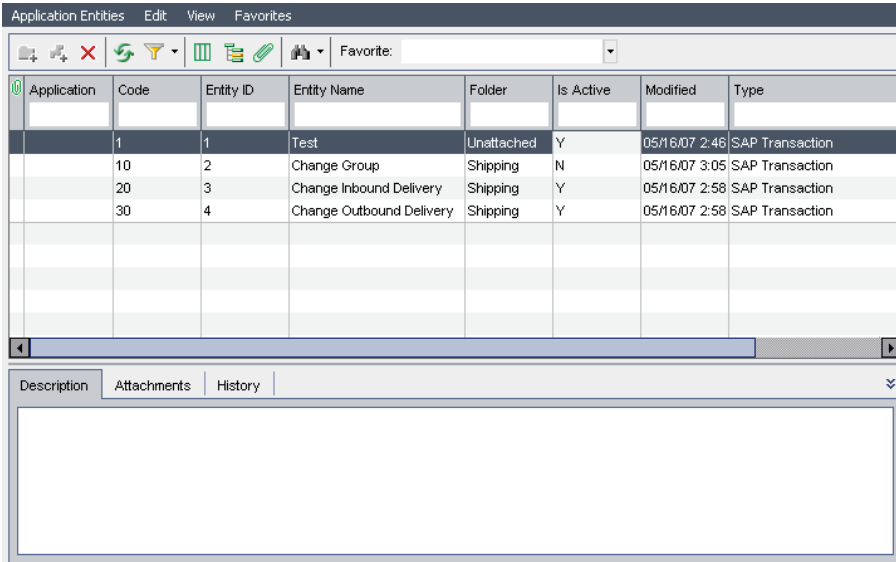 Application Entities Edit View Favorites
Favorite:
Application Code Entity ID Entity Name Folder Is Active Modified Type
1 1 Test Unattached Y 05/16/07 2:46 SAP Transaction
10 2 Change Group Shipping N 05/16/07 3:05 SAP Transaction
20 3 Change Inbound Delivery Shipping Y 05/16/07 2:58 SAP Transaction
30 4 Change Outbound Delivery Shipping Y 05/16/07 2:58 SAP Transaction
Description Attachments History